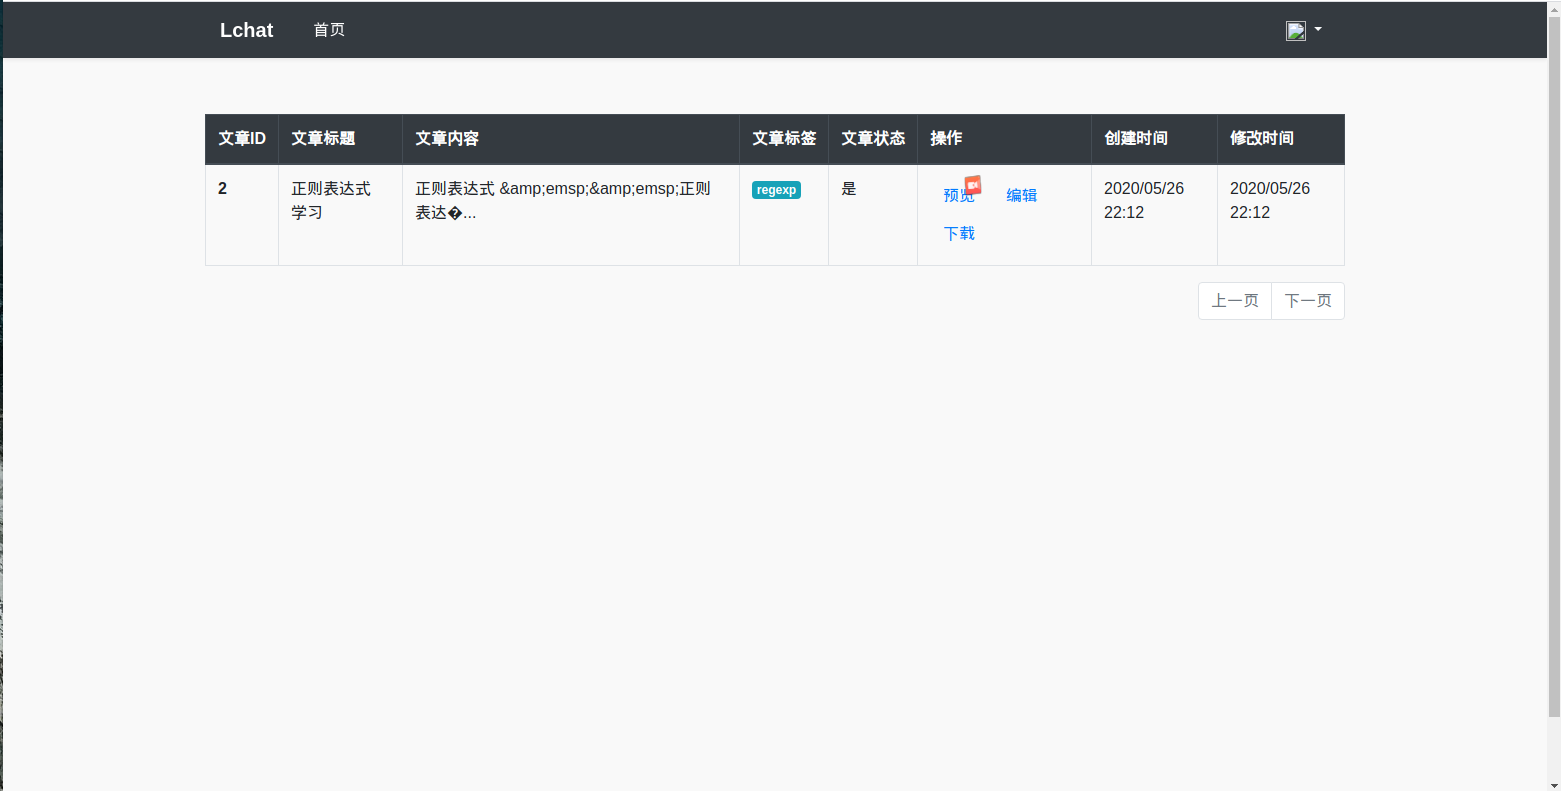 Lchat 首页
文章ID 文章标题 文章内容 文章标签 文章状态 操作 创建时间 修改时间
2 正则表达式 正则表达式 &amp;emsp;&amp;emsp;正则 regexp 是 预览 编辑 2020/05/26 2020/05/26
学习 表达�... 下载 22:12 22:12
上一页 下一页